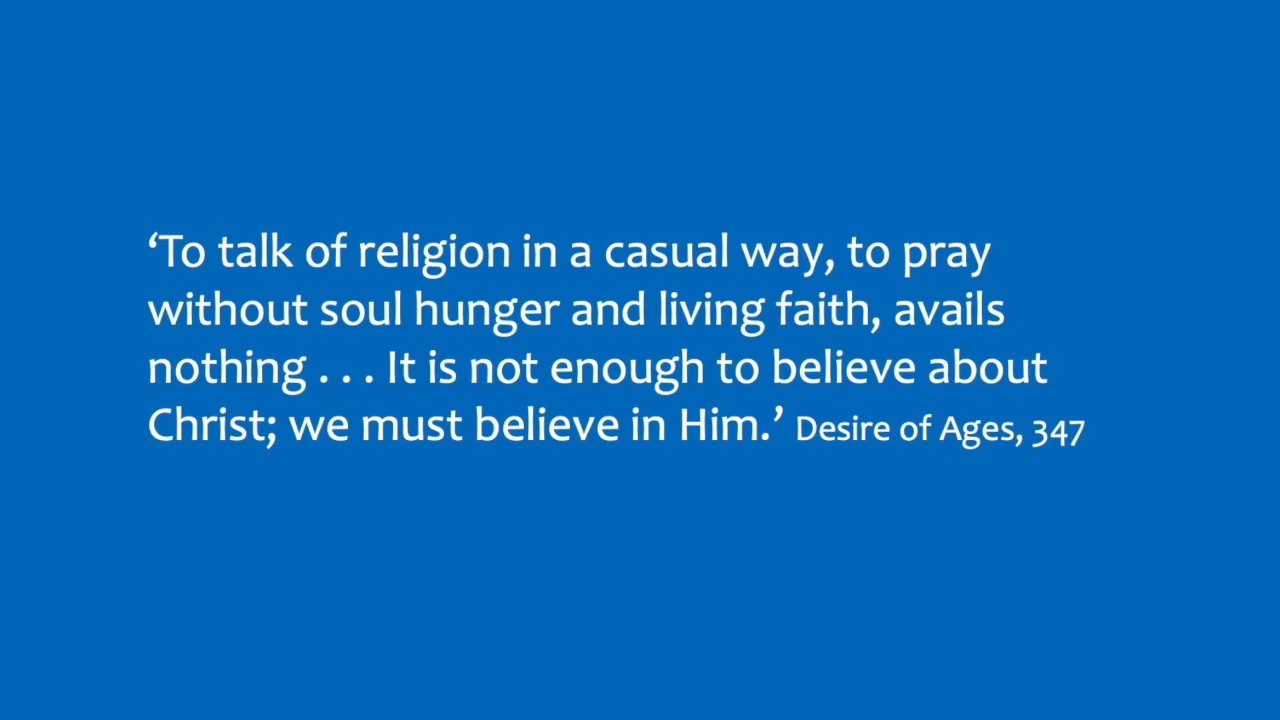 ‘To talk of religion in a casual way, to pray
without soul hunger and living faith, avails
nothing . . . It is not enough to believe about
Christ; we must believe in Him.’ Desire of Ages, 347